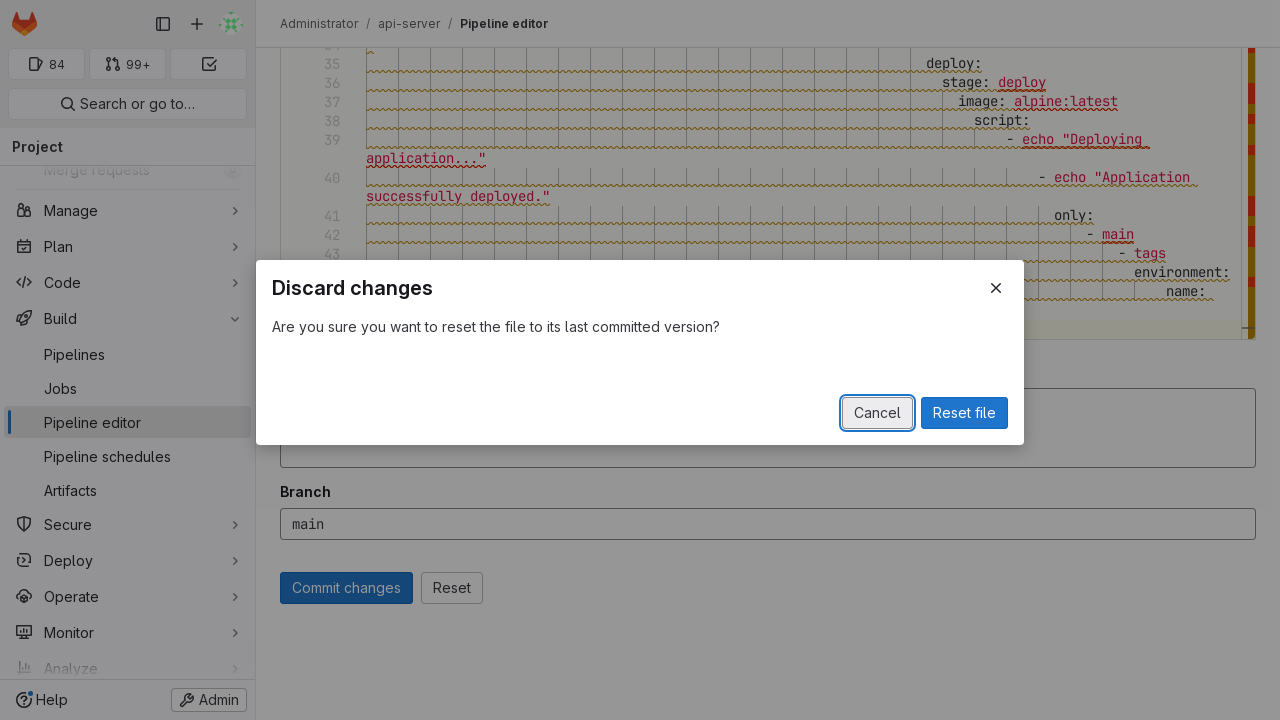 Administrator / api-server / Pipeline editor
84
99+
Search or go to…
Project
Merge requests
Manage
Plan
Code
Build
Pipelines
Jobs
Pipeline editor
Pipeline schedules
Artifacts
Secure
Deploy
Operate
Monitor
Analyze
Help
Admin
35 deploy:
36 stage: deploy
37 image: alpine:latest
38 script:
39 - echo "Deploying
application..."
40 - echo "Application
successfully deployed."
41 only:
42 - main
43 - tags
environment:
name:
Discard changes
Are you sure you want to reset the file to its last committed version?
Cancel
Reset file
Branch
main
Commit changes
Reset